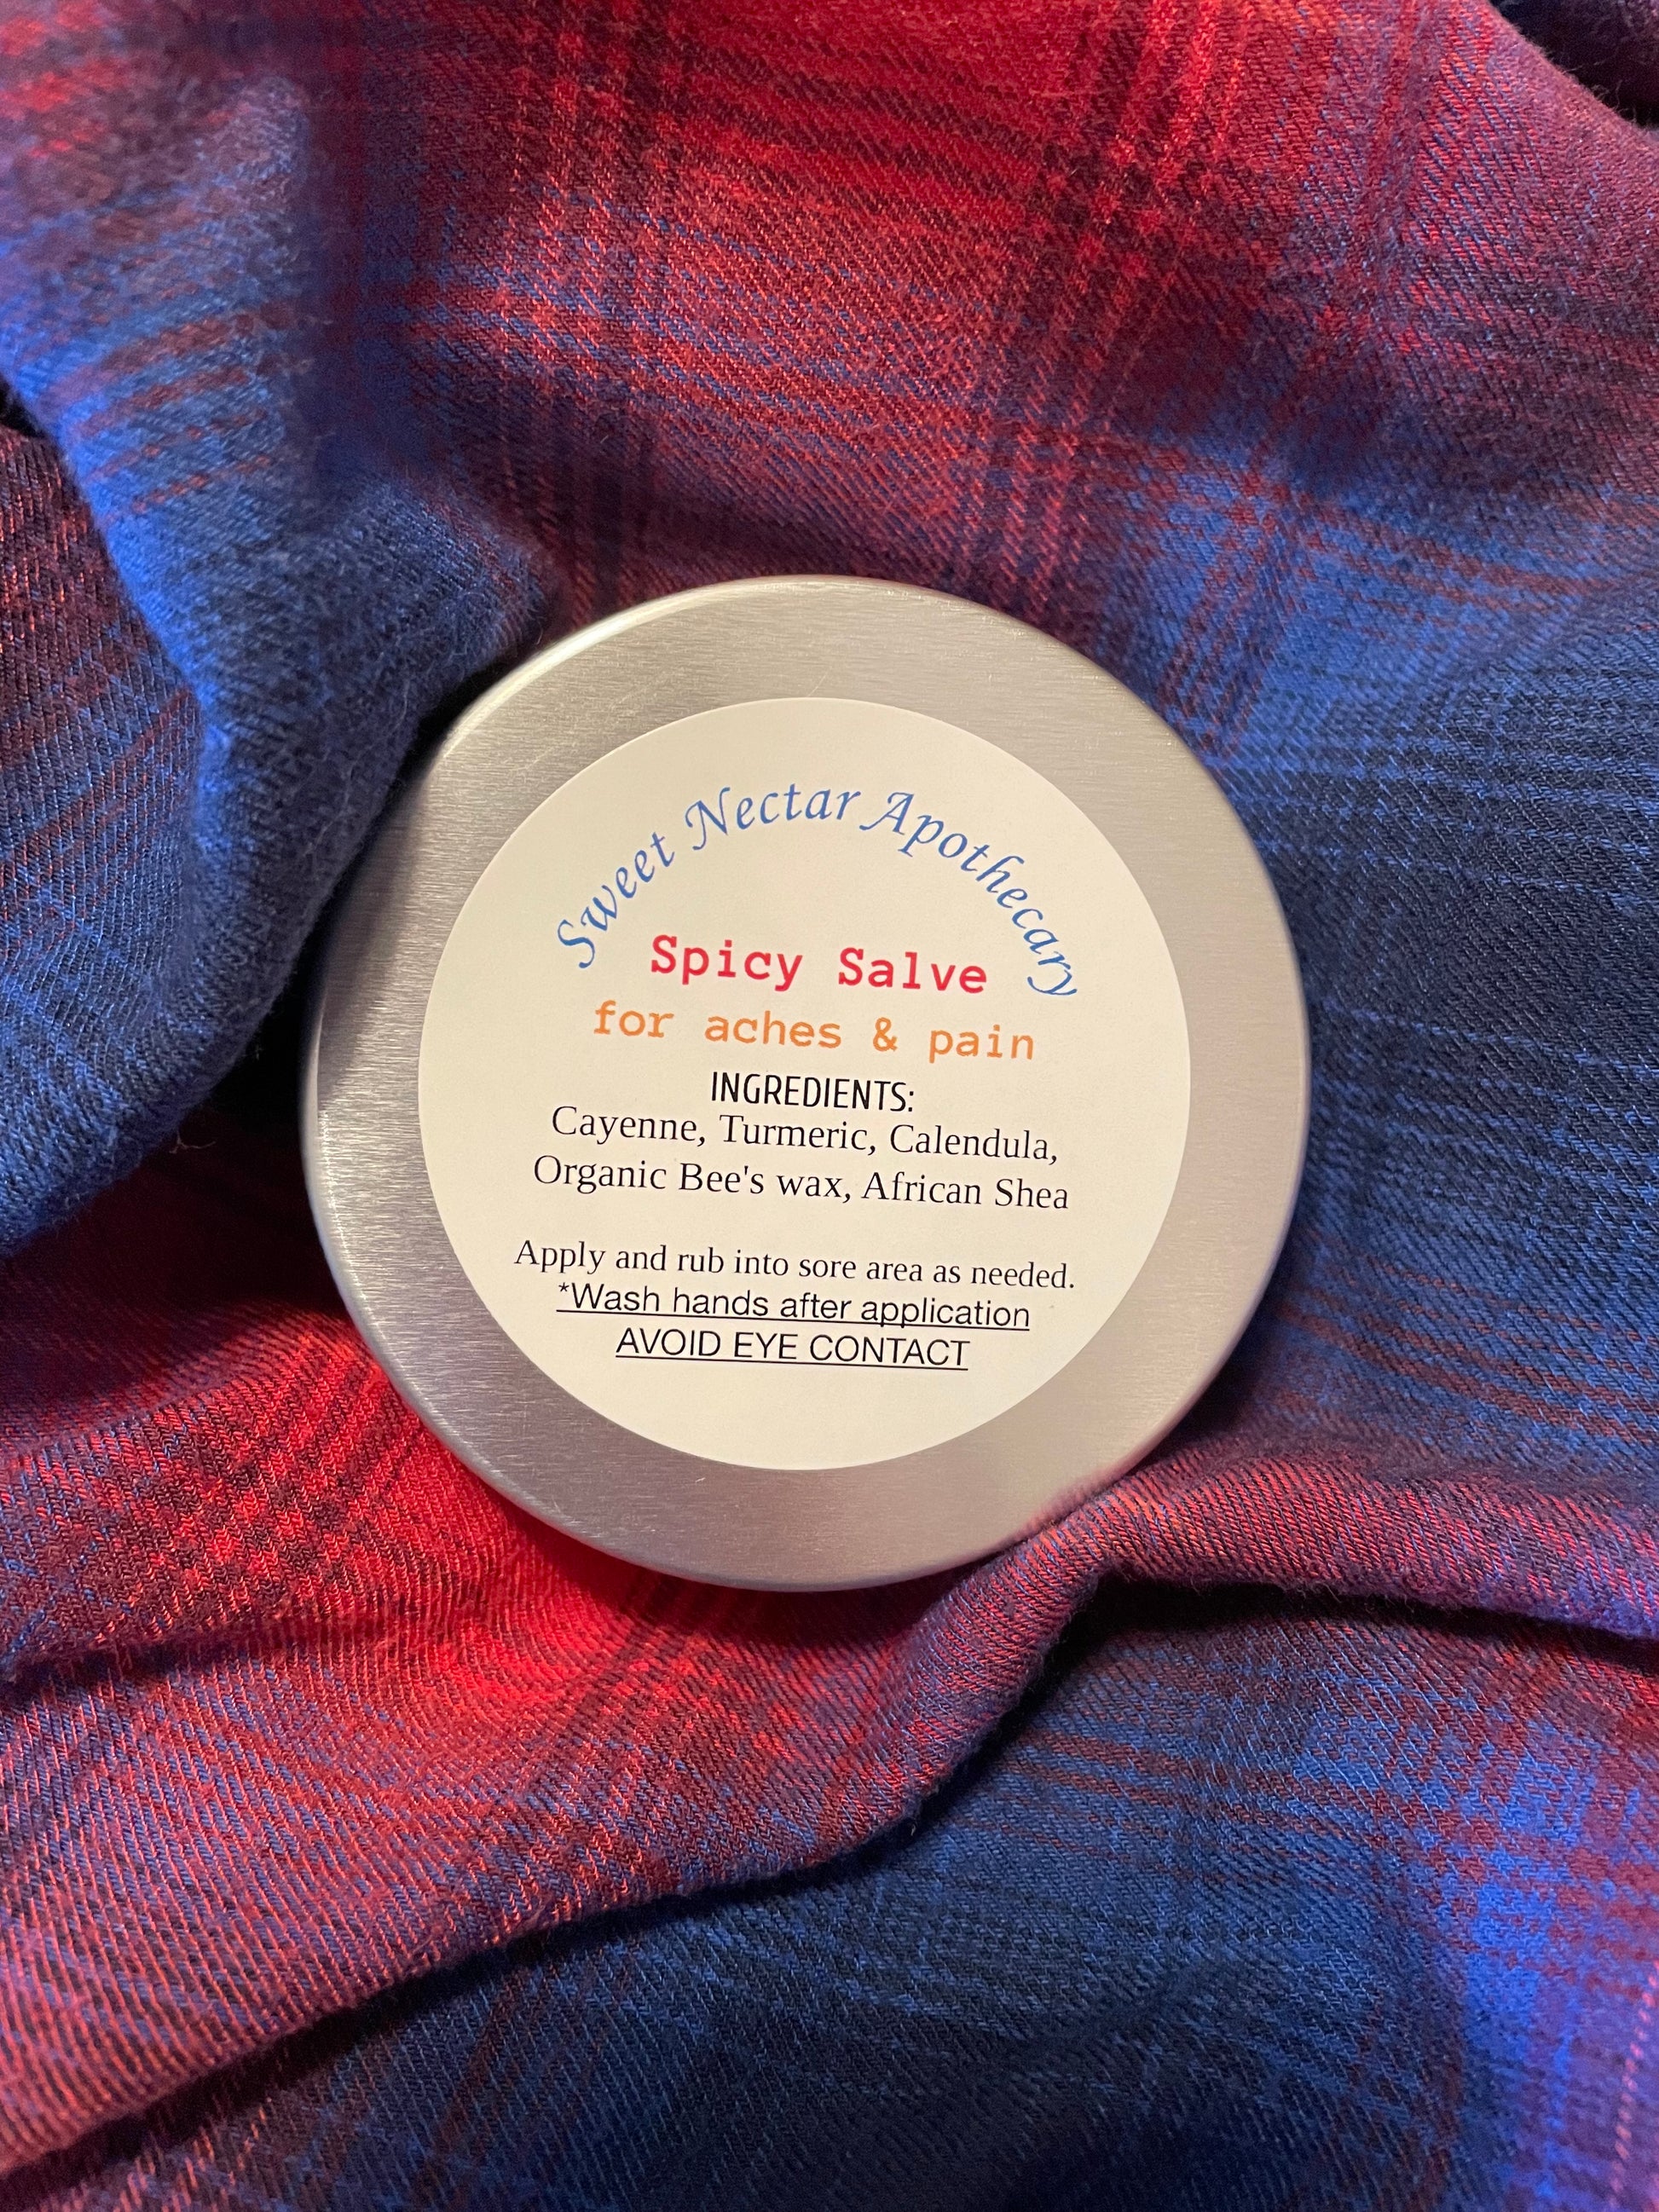 Sweet Nectar Apothecary
Spicy Salve
for aches & pain
INGREDIENTS:
Cayenne, Turmeric, Calendula,
Organic Bee's wax, African Shea
Apply and rub into sore area as needed.
*Wash hands after application
AVOID EYE CONTACT